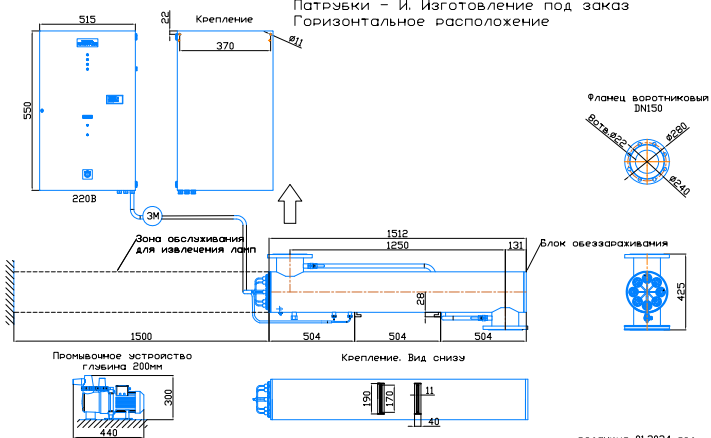 Патрубки - И. Изготовление под заказ
Горизонтальное расположение
515
22
Крепление
ø11
370
550
220В
3М
Фланец воротниковый
DN150
8отв.ø22
ø280
ø240
Зона обслуживания
для извлечения ламп
1512
1250
131
Блок обеззараживания
28
425
1500
504
504
504
Промывочное устройство
глубина 200мм
300
440
Крепление. Вид снизу
190
170
11
40